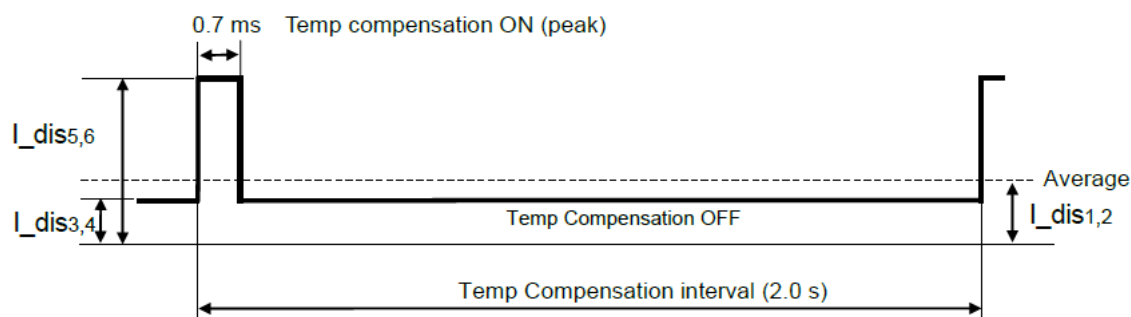 0.7 ms Temp compensation ON (peak)
I_dis5,6
Average
I_dis3,4
Temp Compensation OFF
I_dis1,2
Temp Compensation interval (2.0 s)